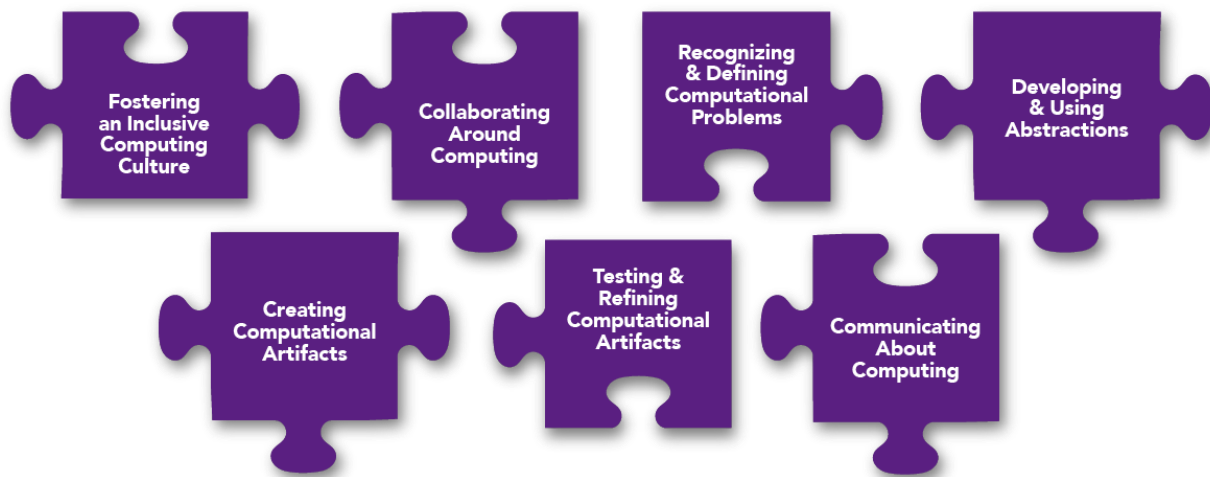 Fostering
an Inclusive
Computing
Culture
Collaborating
Around
Computing
Recognizing
& Defining
Computational
Problems
Developing
& Using
Abstractions
Creating
Computational
Artifacts
Testing &
Refining
Computational
Artifacts
Communicating
About
Computing